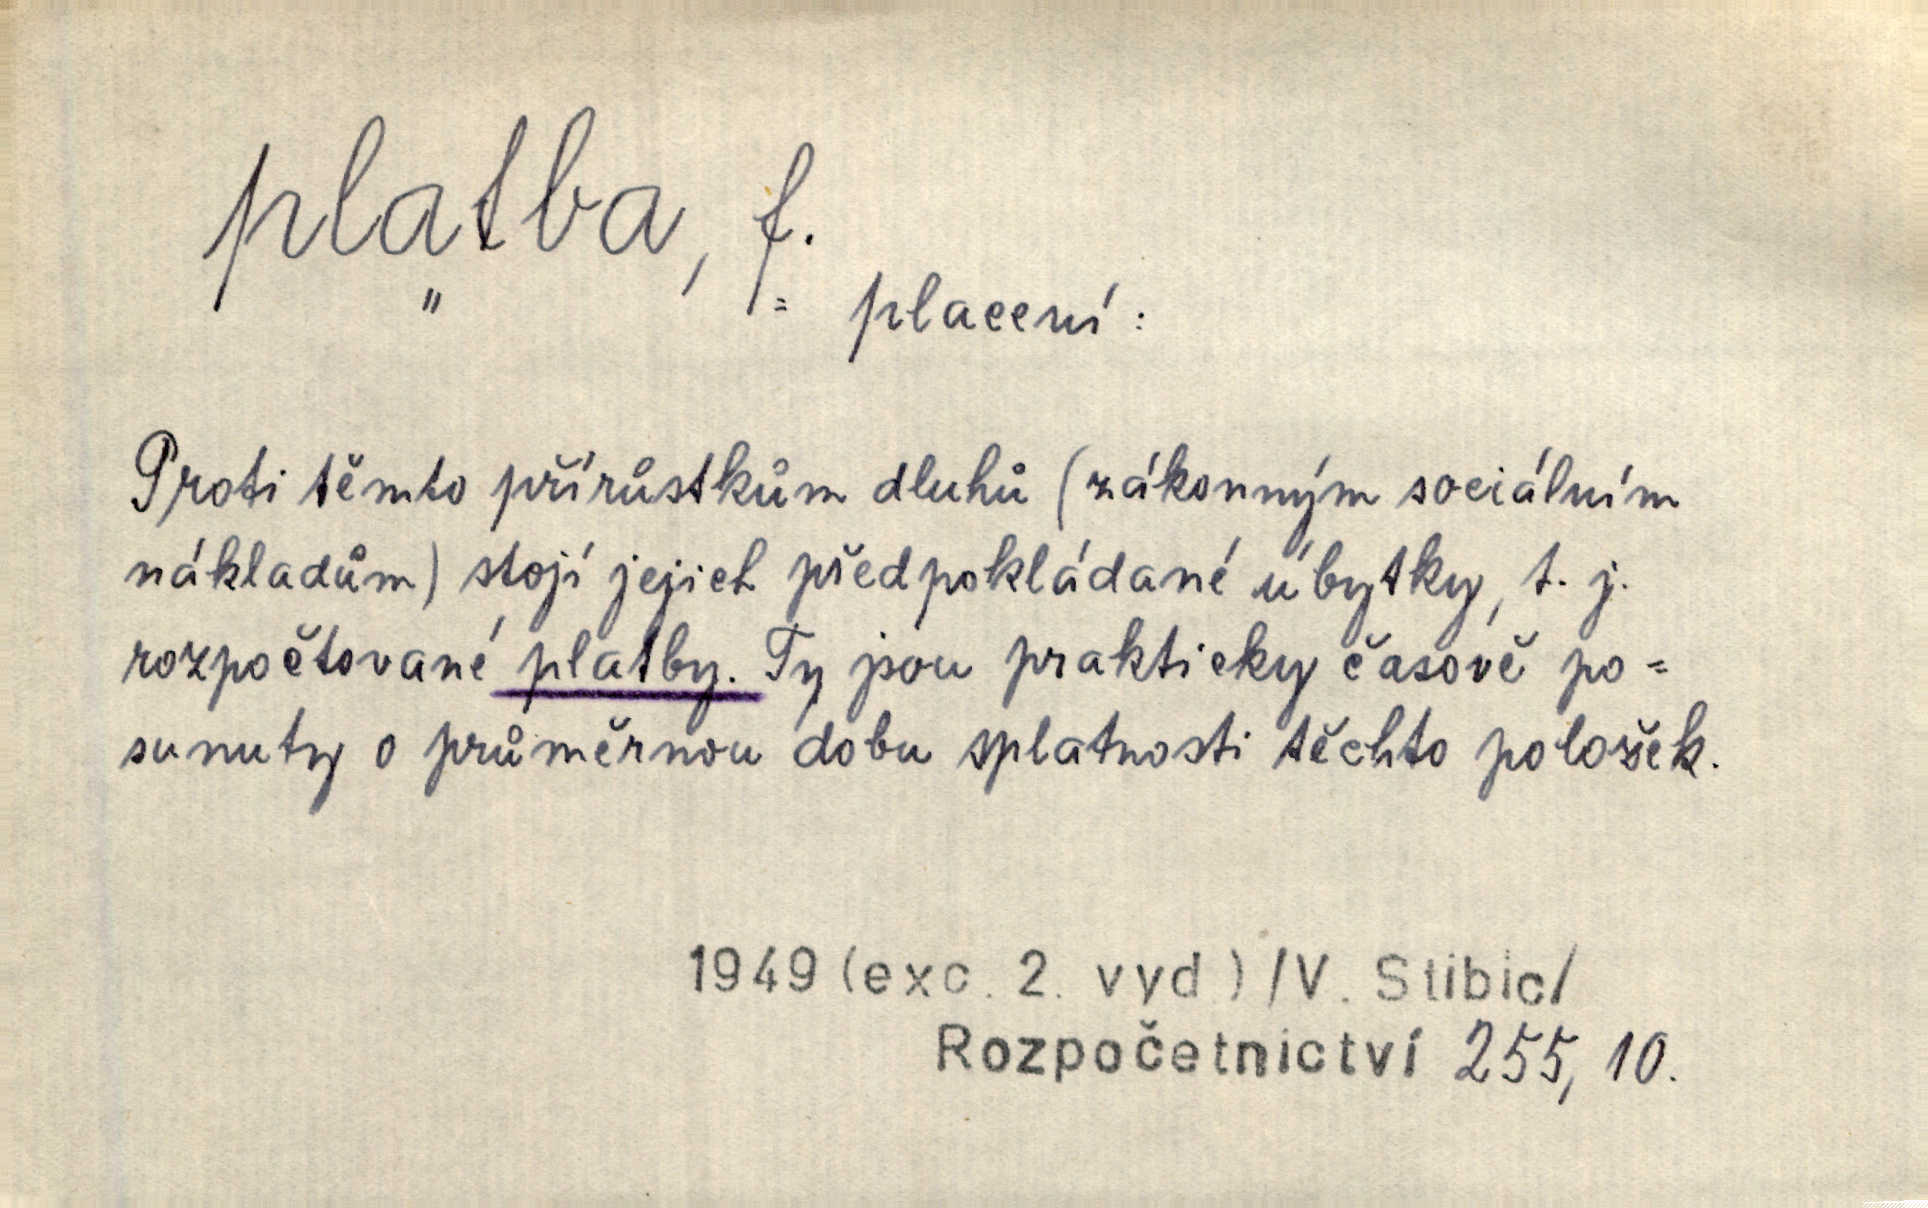 platba, f.
" = placení:
Proti těmto přírůstkům dluhů (zákonným sociálním
nákladům) stojí jejich předpokládané úbytky, t. j.
rozpočtované platby. Ty jsou prakticky časově po=
sunuty o průměrnou dobu splatnosti těchto položek.
1949 (exc. 2. vyd.) /V. Stibic/
Rozpočetnictví 255, 10.